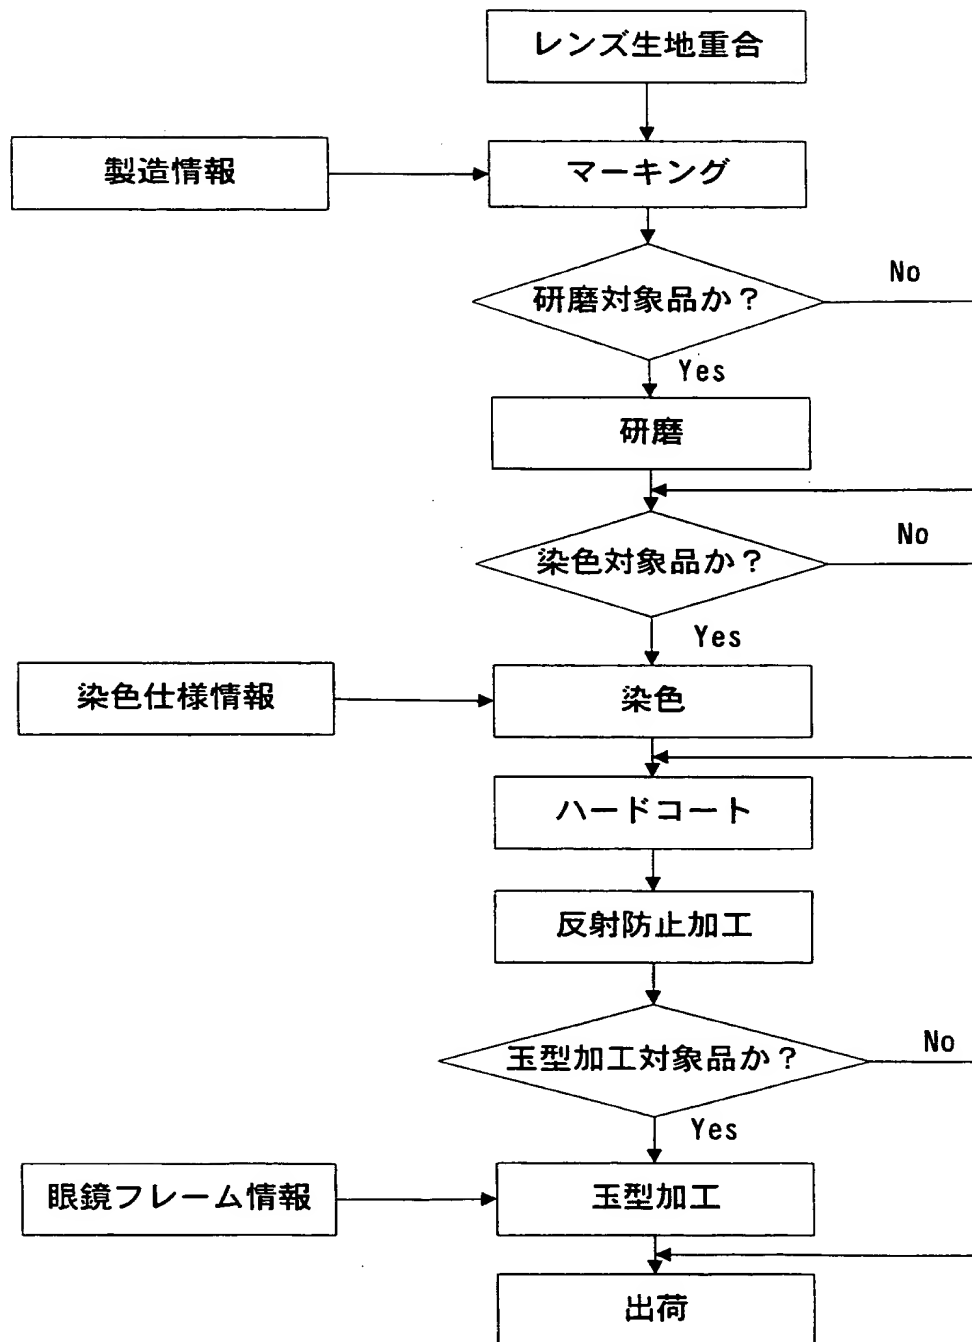 レンズ生地重合
製造情報
マーキング
研磨対象品か？
No
Yes
研磨
染色対象品か？
No
Yes
染色仕様情報
染色
ハードコート
反射防止加工
玉型加工対象品か？
No
Yes
眼鏡フレーム情報
玉型加工
出荷